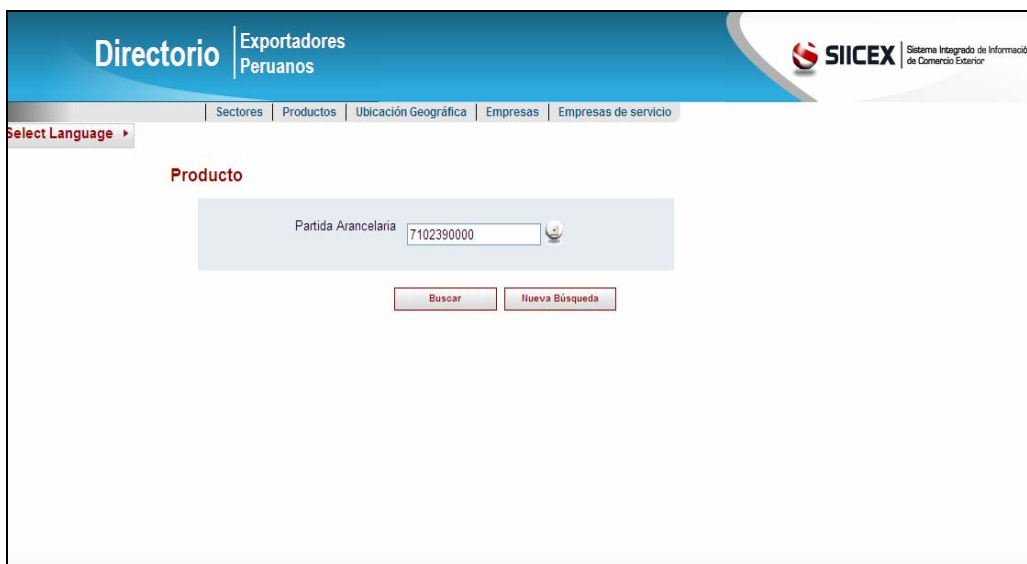 Directorio
Exportadores
Peruanos
SIICEX
Sistema Integrado de Informació
de Comercio Exterior
Sectores | Productos | Ubicación Geográfica | Empresas | Empresas de servicio
Select Language
Producto
Partida Arancelaria 7102390000
Buscar Nueva Búsqueda